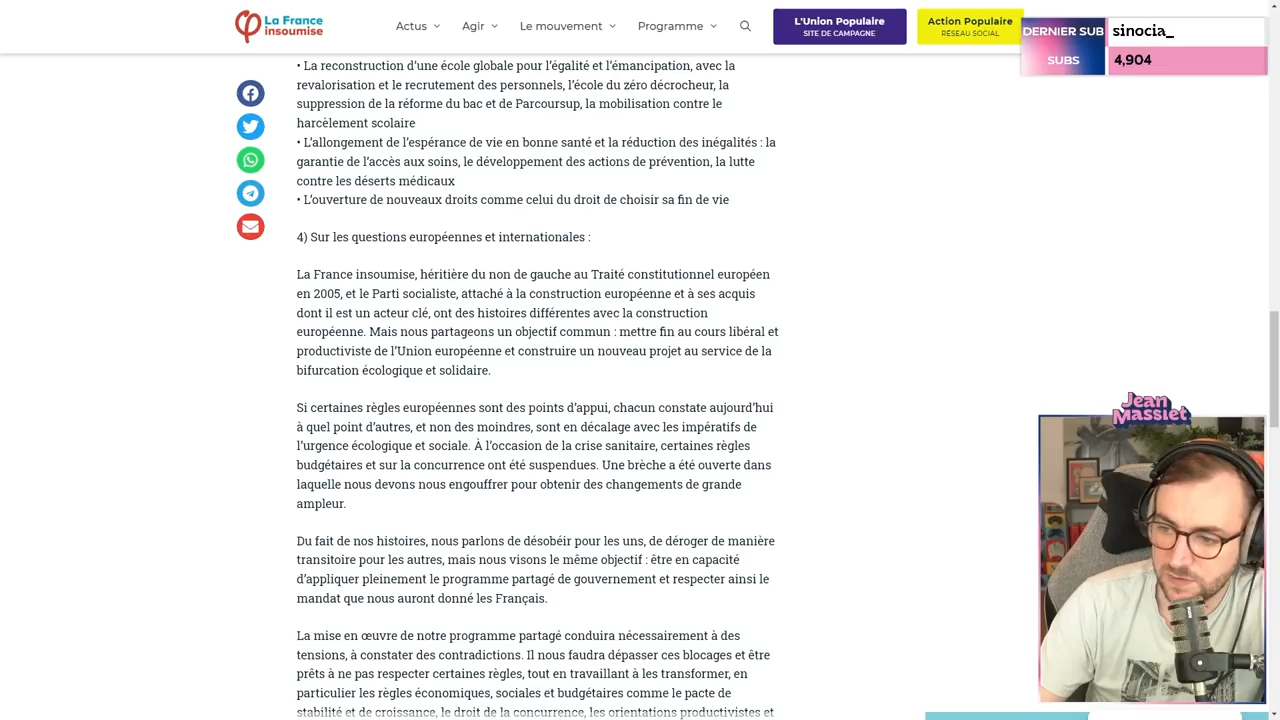 La France
insoumise
Actus
Agir
Le mouvement
Programme
L'Union Populaire
SITE DE CAMPAGNE
Action Populaire
RÉSEAU SOCIAL
DERNIER SUB
sinocia_
SUBS
4,904
• La reconstruction d'une école globale pour l'égalité et l'émancipation, avec la
revalorisation et le recrutement des personnels, l'école du zéro décrocheur, la
suppression de la réforme du bac et de Parcoursup, la mobilisation contre le
harcèlement scolaire
• L'allongement de l'espérance de vie en bonne santé et la réduction des inégalités : la
garantie de l'accès aux soins, le développement des actions de prévention, la lutte
contre les déserts médicaux
• L'ouverture de nouveaux droits comme celui du droit de choisir sa fin de vie
4) Sur les questions européennes et internationales :
La France insoumise, héritière du non de gauche au Traité constitutionnel européen
en 2005, et le Parti socialiste, attaché à la construction européenne et à ses acquis
dont il est un acteur clé, ont des histoires différentes avec la construction
européenne. Mais nous partageons un objectif commun : mettre fin au cours libéral et
productiviste de l'Union européenne et construire un nouveau projet au service de la
bifurcation écologique et solidaire.
Si certaines règles européennes sont des points d'appui, chacun constate aujourd'hui
à quel point d'autres, et non des moindres, sont en décalage avec les impératifs de
l'urgence écologique et sociale. À l'occasion de la crise sanitaire, certaines règles
budgétaires et sur la concurrence ont été suspendues. Une brèche a été ouverte dans
laquelle nous devons nous engouffrer pour obtenir des changements de grande
ampleur.
Du fait de nos histoires, nous parlons de désobéir pour les uns, de déroger de manière
transitoire pour les autres, mais nous visons le même objectif : être en capacité
d'appliquer pleinement le programme partagé de gouvernement et respecter ainsi le
mandat que nous auront donné les Français.
La mise en œuvre de notre programme partagé conduira nécessairement à des
tensions, à constater des contradictions. Il nous faudra dépasser ces blocages et être
prêts à ne pas respecter certaines règles, tout en travaillant à les transformer, en
particulier les règles économiques, sociales et budgétaires comme le pacte de
stabilité et de croissance, le droit de la concurrence, les orientations productivistes et
Jean
Massiet